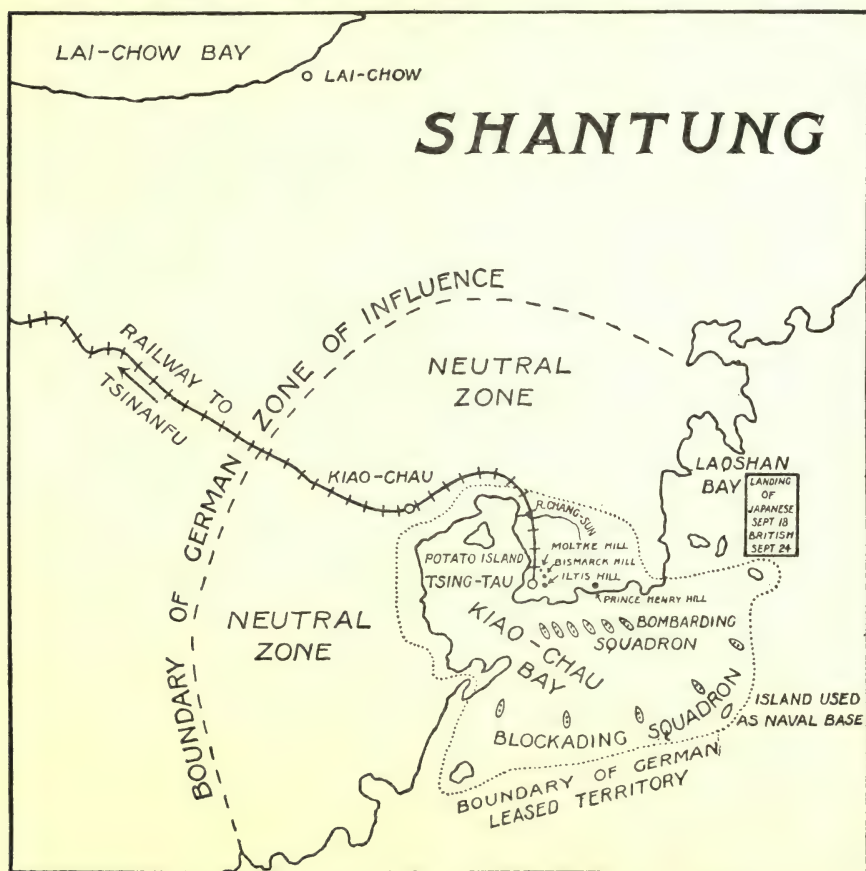 LAI-CHOW BAY
LAI-CHOW
SHANTUNG
BOUNDARY OF GERMAN ZONE OF INFLUENCE
RAILWAY TO
TSINANFU
NEUTRAL
ZONE
KIAO-CHAU
LAOSHAN
BAY
LANDING
OF
JAPANESE
SEPT 18
BRITISH
SEPT 24
R. CHANG-SUN
MOLTKE HILL
POTATO ISLAND
BISMARCK HILL
TSING-TAU
ILTIS HILL
PRINCE HENRY HILL
NEUTRAL
ZONE
KIAO-CHAU
BAY
BOMBARDING
SQUADRON
ISLAND USED
AS NAVAL BASE
BLOCKADING SQUADRON
BOUNDARY OF GERMAN
LEASED TERRITORY